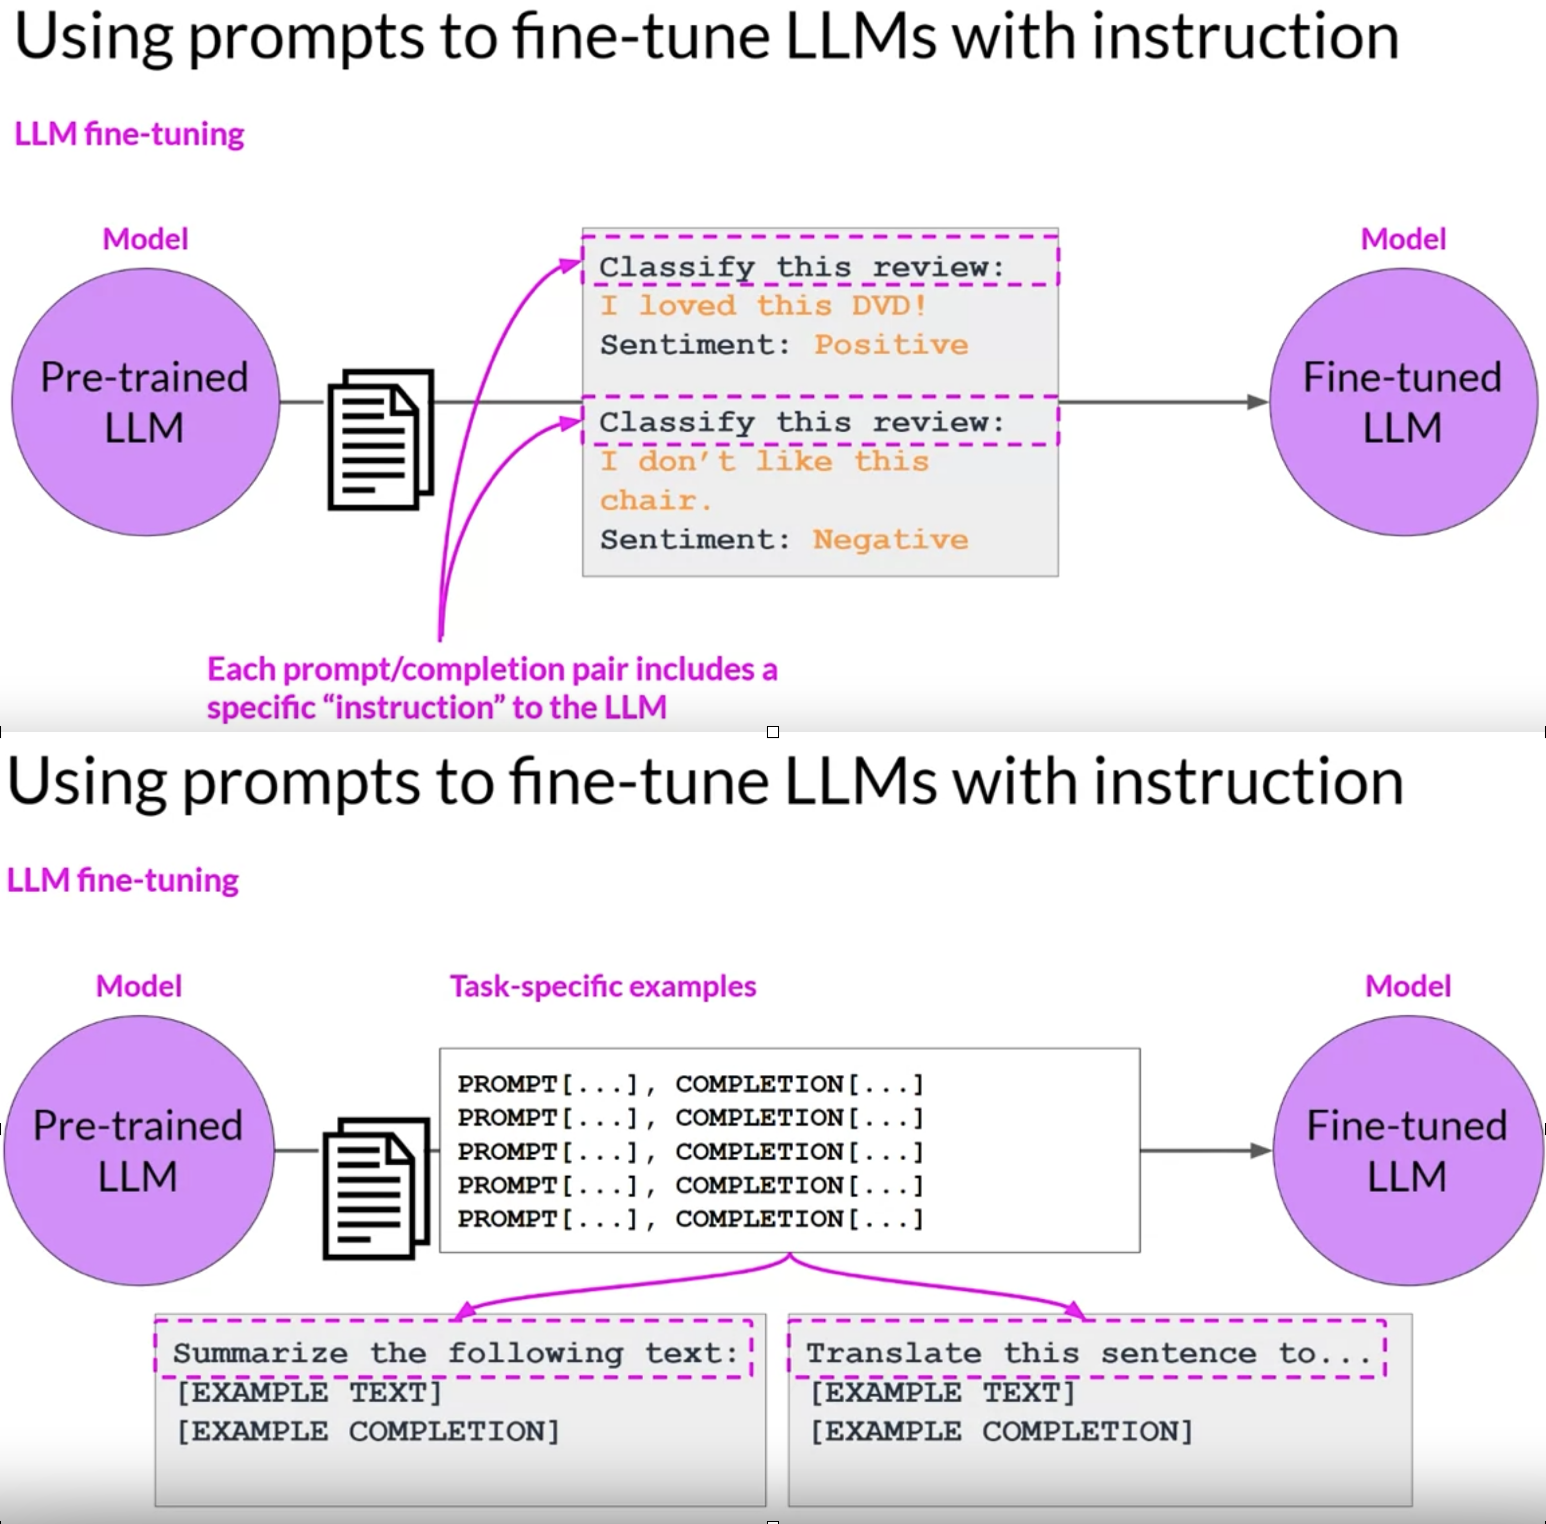 Using prompts to fine-tune LLMs with instruction
LLM fine-tuning
Model
Pre-trained
LLM
Classify this review:
I loved this DVD!
Sentiment: Positive
Classify this review:
I don’t like this
chair.
Sentiment: Negative
Model
Fine-tuned
LLM
Each prompt/completion pair includes a
specific “instruction” to the LLM
Using prompts to fine-tune LLMs with instruction
LLM fine-tuning
Model
Pre-trained
LLM
Task-specific examples
PROMPT[...], COMPLETION[...]
PROMPT[...], COMPLETION[...]
PROMPT[...], COMPLETION[...]
PROMPT[...], COMPLETION[...]
PROMPT[...], COMPLETION[...]
Model
Fine-tuned
LLM
Summarize the following text:
[EXAMPLE TEXT]
[EXAMPLE COMPLETION]
Translate this sentence to...
[EXAMPLE TEXT]
[EXAMPLE COMPLETION]